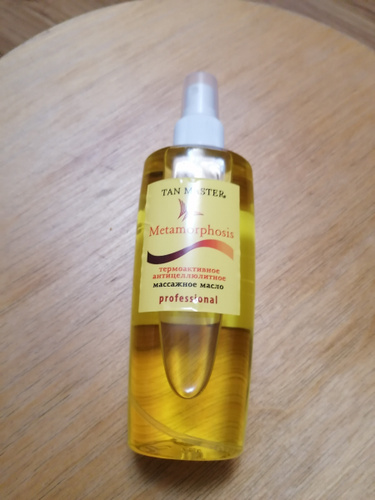 TAN MASTER
Metamorphosis
термоактивное
антицеллюлитное
массажное масло
professional